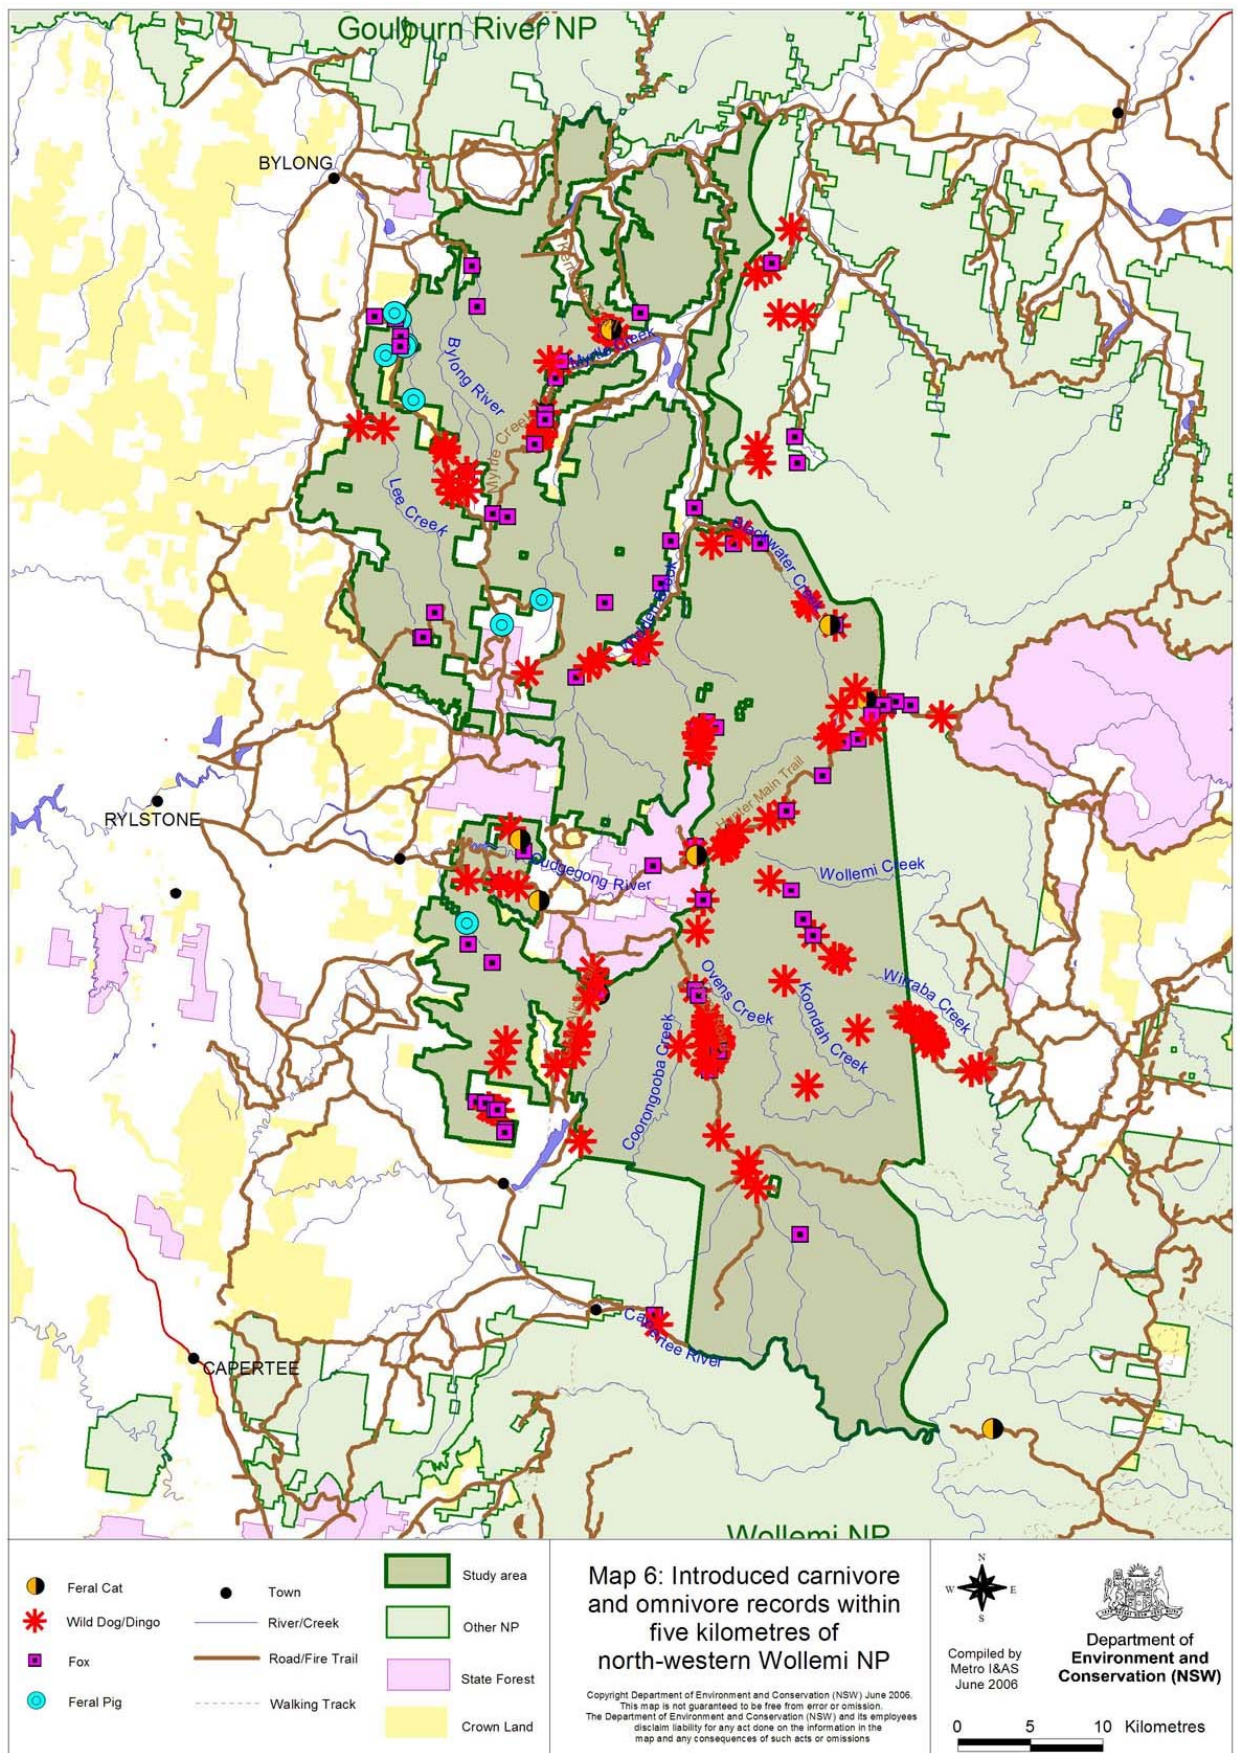 Goulburn River NP
BYLONG
Myrtle Creek
Bylong River
Myrtle Creek
Lee Creek
Blackwater Creek
Widden Brook
Hunter Main Trail
RYLSTONE
Cudgegong River
Wollemi Creek
Ovens Creek
Koondah Creek
Wirraba Creek
Coorongooba Creek
Capertee River
CAPERTEE
Wollemi NP
Feral Cat
Wild Dog/Dingo
Fox
Feral Pig
Town
River/Creek
Road/Fire Trail
Walking Track
Study area
Other NP
State Forest
Crown Land
Map 6: Introduced carnivore
and omnivore records within
five kilometres of
north-western Wollemi NP
Copyright Department of Environment and Conservation (NSW) June 2006.
This map is not guaranteed to be free from error or omission.
The Department of Environment and Conservation (NSW) and its employees
disclaim liability for any act done on the information in the
map and any consequences of such acts or omissions
N
W E
S
Compiled by
Metro I&AS
June 2006
Department of
Environment and
Conservation (NSW)
0 5 10 Kilometres